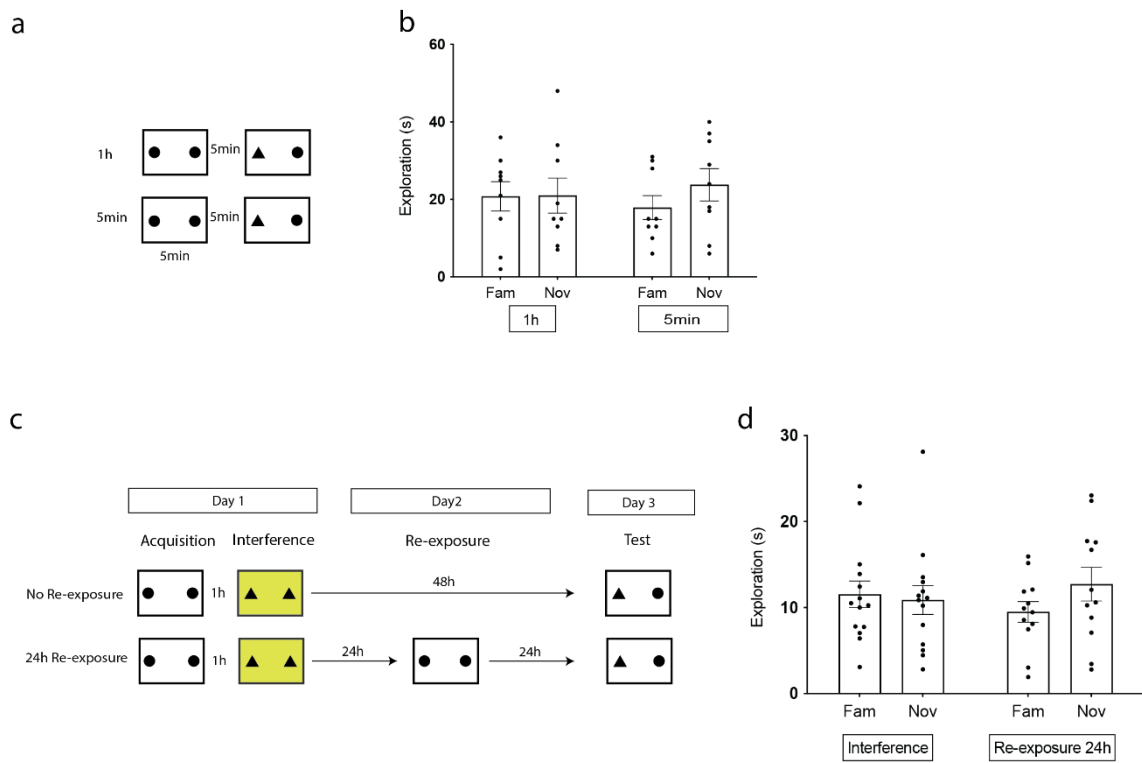 a
1h
5min
5min
5min
5min
b
Exploration (s)
60
40
20
0
Fam
Nov
Fam
Nov
1h
5min
c
Day 1
Day2
Day 3
Acquisition
Interference
Re-exposure
Test
No Re-exposure
1h
48h
24h Re-exposure
1h
24h
24h
d
Exploration (s)
30
20
10
0
Fam
Nov
Fam
Nov
Interference
Re-exposure 24h